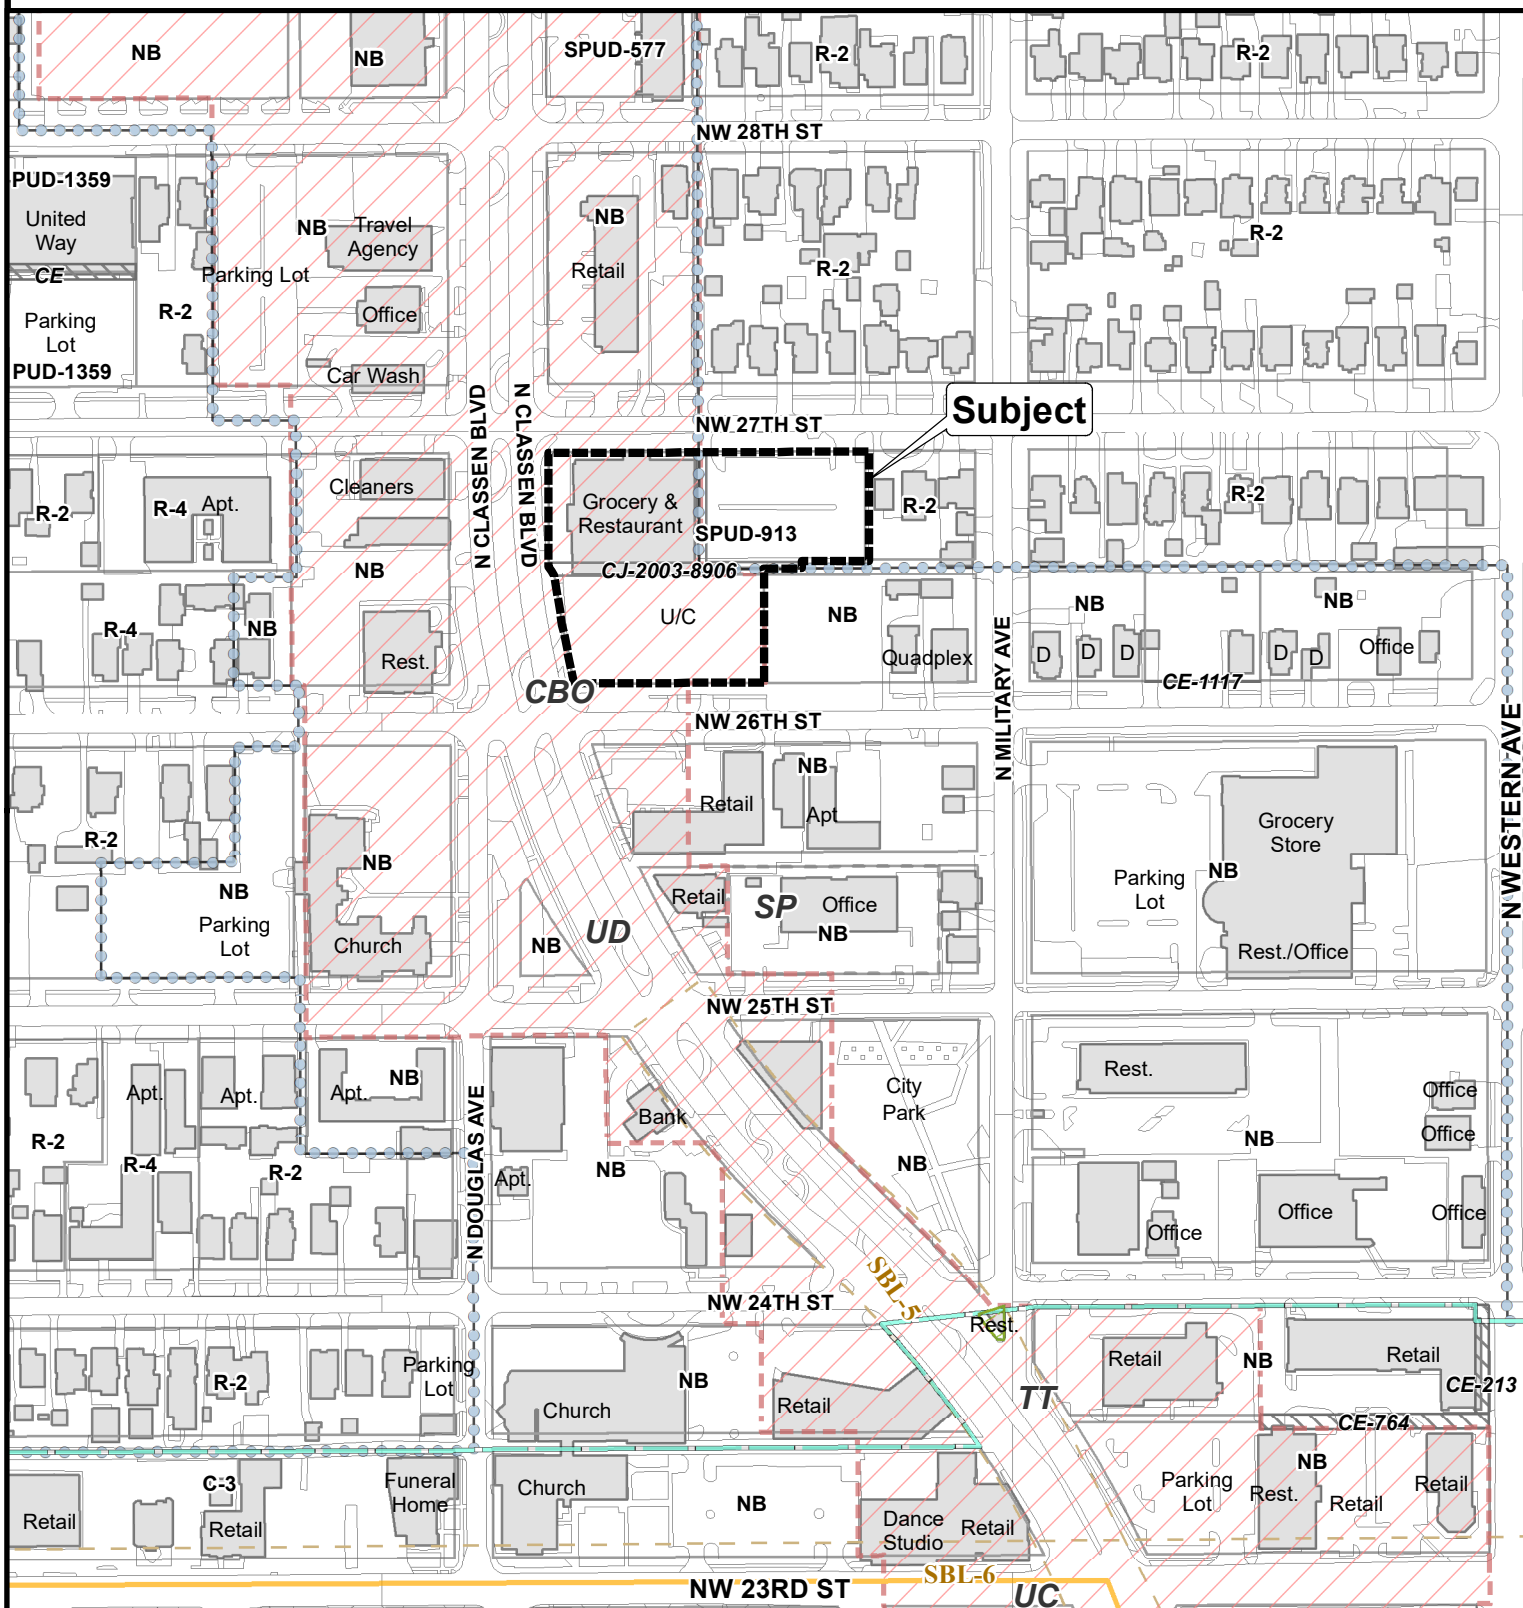 NB
NB
SPUD-577
R-2
R-2
NW 28TH ST
PUD-1359
United
Way
CE
Parking
Lot
PUD-1359
R-2
Parking Lot
NB
Travel
Agency
Office
Car Wash
NB
Retail
R-2
R-2
N CLASSEN BLVD
N CLASSEN BLVD
NW 27TH ST
Subject
R-2
R-4
Apt.
Cleaners
Grocery &
Restaurant
SPUD-913
R-2
R-2
NB
CJ-2003-8906
U/C
NB
NB
NB
R-4
NB
Rest.
Quadplex
D
D
D
D
D
Office
CE-1117
CBO
N MILITARY AVE
NW 26TH ST
N WESTERN AVE
NB
Retail
Apt
R-2
NB
NB
Parking
Lot
Church
NB
UD
Retail
SP
Office
NB
Grocery
Store
NB
Parking
Lot
Rest./Office
NW 25TH ST
Apt.
Apt.
Apt.
NB
Bank
City
Park
Rest.
Office
Office
NB
R-2
R-4
R-2
N DOUGLAS AVE
Apt.
NB
NB
Office
Office
Office
SBL-5
NW 24TH ST
Rest.
R-2
Parking
Lot
Church
NB
Retail
TT
Retail
NB
Retail
CE-213
CE-764
Retail
C-3
Retail
Funeral
Home
Church
NB
Dance
Studio
Retail
Parking
Lot
Rest.
NB
Retail
Retail
NW 23RD ST
SBL-6
UC